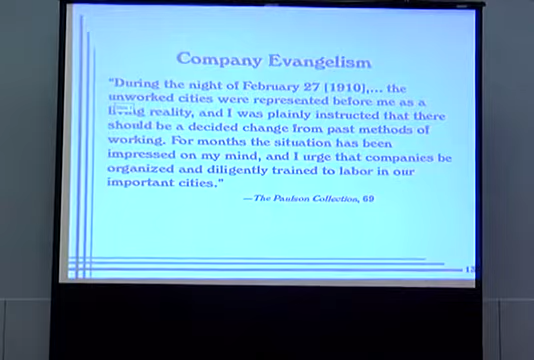 Company Evangelism
"During the night of February 27 [1910],... the
unworked cities were represented before me as a
living reality, and I was plainly instructed that there
should be a decided change from past methods of
working. For months the situation has been
impressed on my mind, and I urge that companies be
organized and diligently trained to labor in our
important cities."
—The Paulson Collection, 69
13